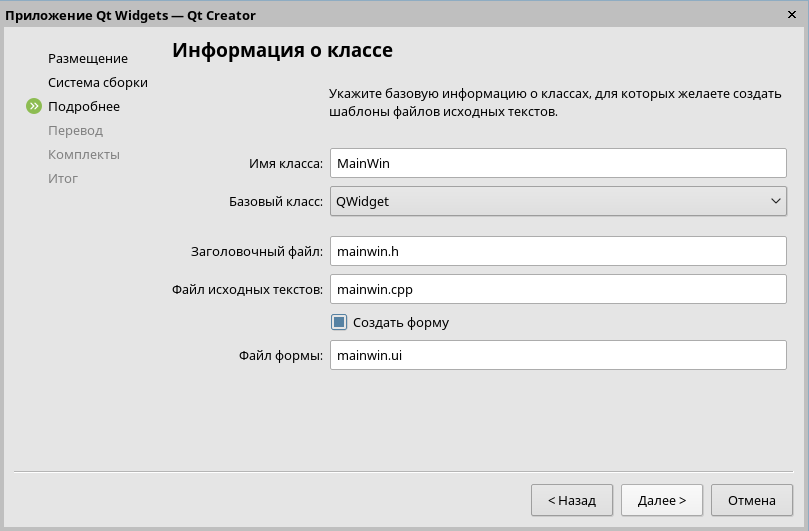 Приложение Qt Widgets — Qt Creator
Размещение
Система сборки
Подробнее
Перевод
Комплекты
Итог
Информация о классе
Укажите базовую информацию о классах, для которых желаете создать
шаблоны файлов исходных текстов.
Имя класса: MainWin
Базовый класс: QWidget
Заголовочный файл: mainwin.h
Файл исходных текстов: mainwin.cpp
Создать форму
Файл формы: mainwin.ui
< Назад Далее > Отмена